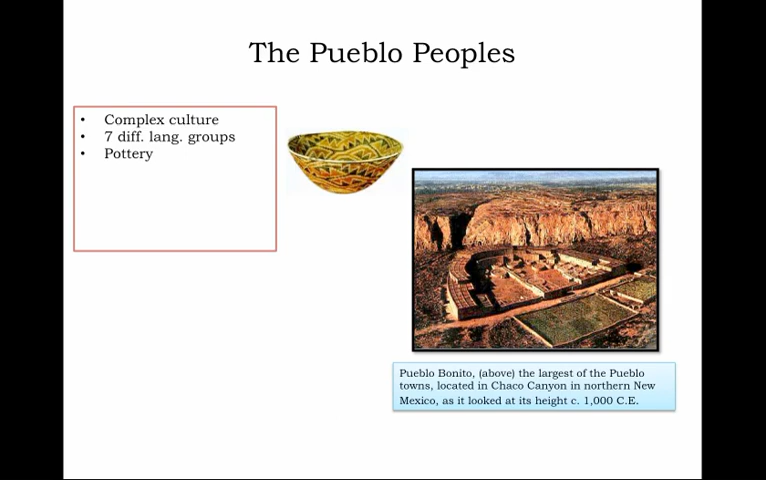 The Pueblo Peoples
• Complex culture
• 7 diff. lang. groups
• Pottery
Pueblo Bonito, (above) the largest of the Pueblo
towns, located in Chaco Canyon in northern New
Mexico, as it looked at its height c. 1,000 C.E.